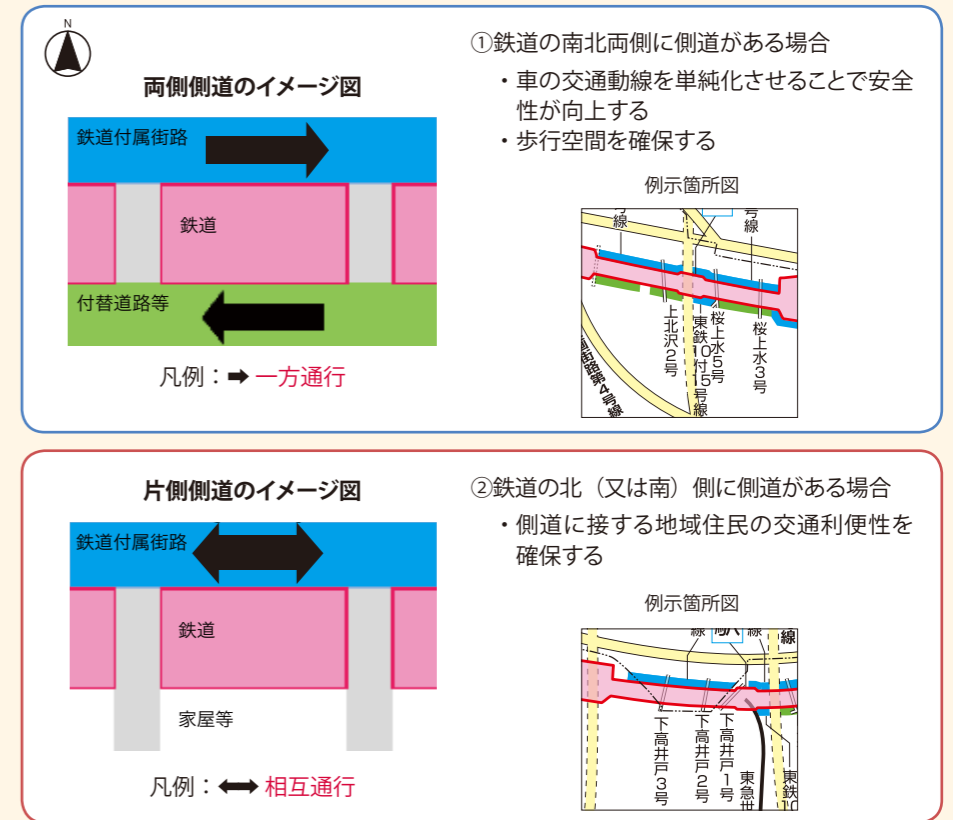 N
両側側道のイメージ図
鉄道付属街路
鉄道
付替道路等
凡例：➡ 一方通行
①鉄道の南北両側に側道がある場合
・車の交通動線を単純化させることで安全
性が向上する
・歩行空間を確保する
例示箇所図
号線
号線
上北沢２号
東鉄１０付１５号線
桜上水５号
桜上水３号
街路第４号線
片側側道のイメージ図
鉄道付属街路
鉄道
家屋等
凡例：⬌ 相互通行
②鉄道の北（又は南）側に側道がある場合
・側道に接する地域住民の交通利便性を
確保する
例示箇所図
線
駅
線
線
下高井戸３号
下高井戸２号
下高井戸１号
東急世
東鉄